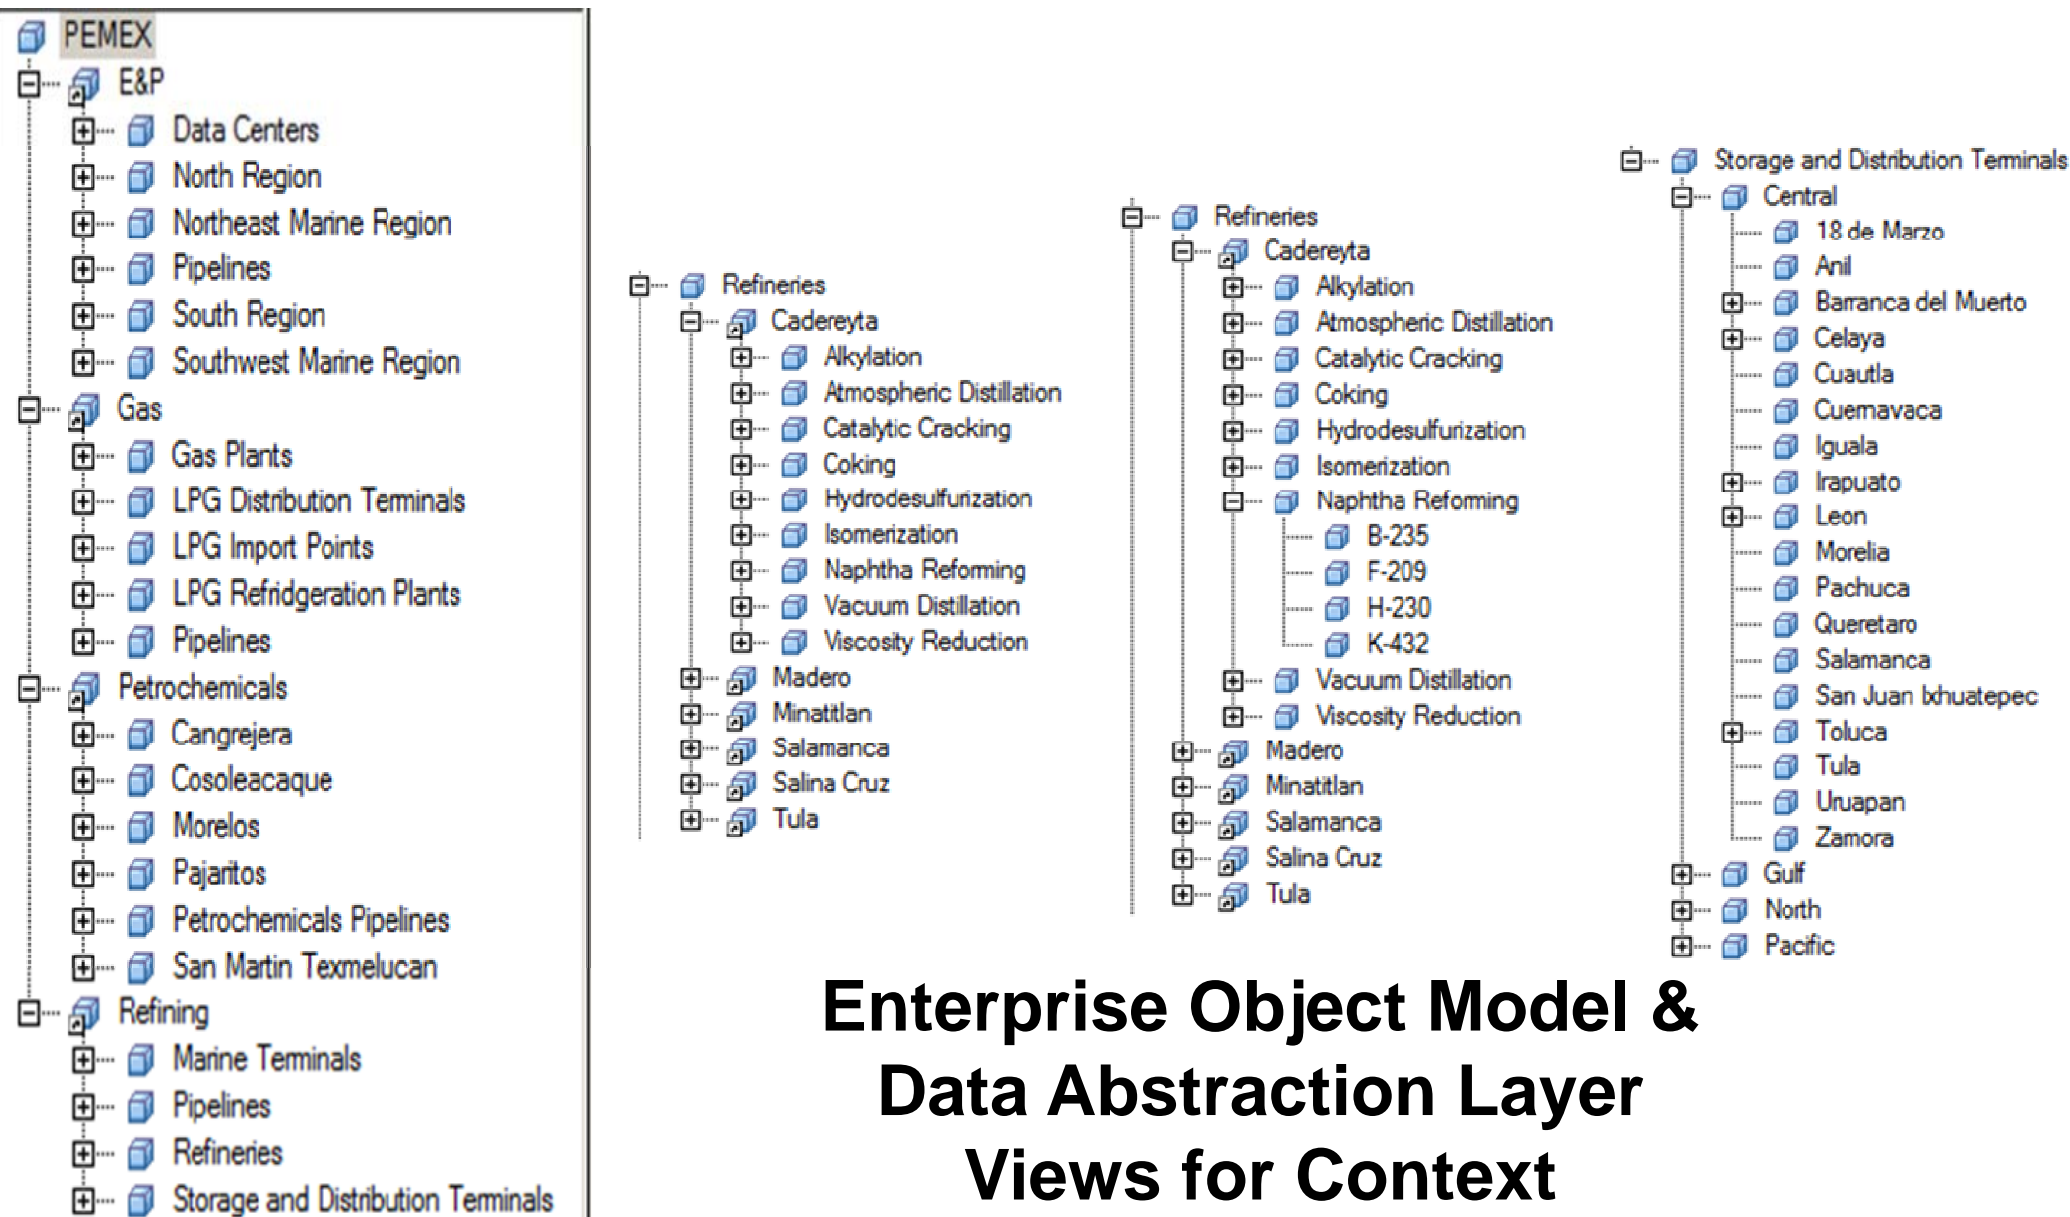 PEMEX
E&P
Data Centers
North Region
Northeast Marine Region
Pipelines
South Region
Southwest Marine Region
Gas
Gas Plants
LPG Distribution Terminals
LPG Import Points
LPG Refridgeration Plants
Pipelines
Petrochemicals
Cangrejera
Cosoleacaque
Morelos
Pajaritos
Petrochemicals Pipelines
San Martin Texmelucan
Refining
Marine Terminals
Pipelines
Refineries
Storage and Distribution Terminals
Refineries
Cadereyta
Alkylation
Atmospheric Distillation
Catalytic Cracking
Coking
Hydrodesulfurization
Isomerization
Naphtha Reforming
Vacuum Distillation
Viscosity Reduction
Madero
Minatitlan
Salamanca
Salina Cruz
Tula
Refineries
Cadereyta
Alkylation
Atmospheric Distillation
Catalytic Cracking
Coking
Hydrodesulfurization
Isomerization
Naphtha Reforming
B-235
F-209
H-230
K-432
Vacuum Distillation
Viscosity Reduction
Madero
Minatitlan
Salamanca
Salina Cruz
Tula
Storage and Distribution Terminals
Central
18 de Marzo
Anil
Barranca del Muerto
Celaya
Cuautla
Cuernavaca
Iguala
Irapuato
Leon
Morelia
Pachuca
Queretaro
Salamanca
San Juan Ixhuatepec
Toluca
Tula
Uruapan
Zamora
Gulf
North
Pacific
Enterprise Object Model &
Data Abstraction Layer
Views for Context